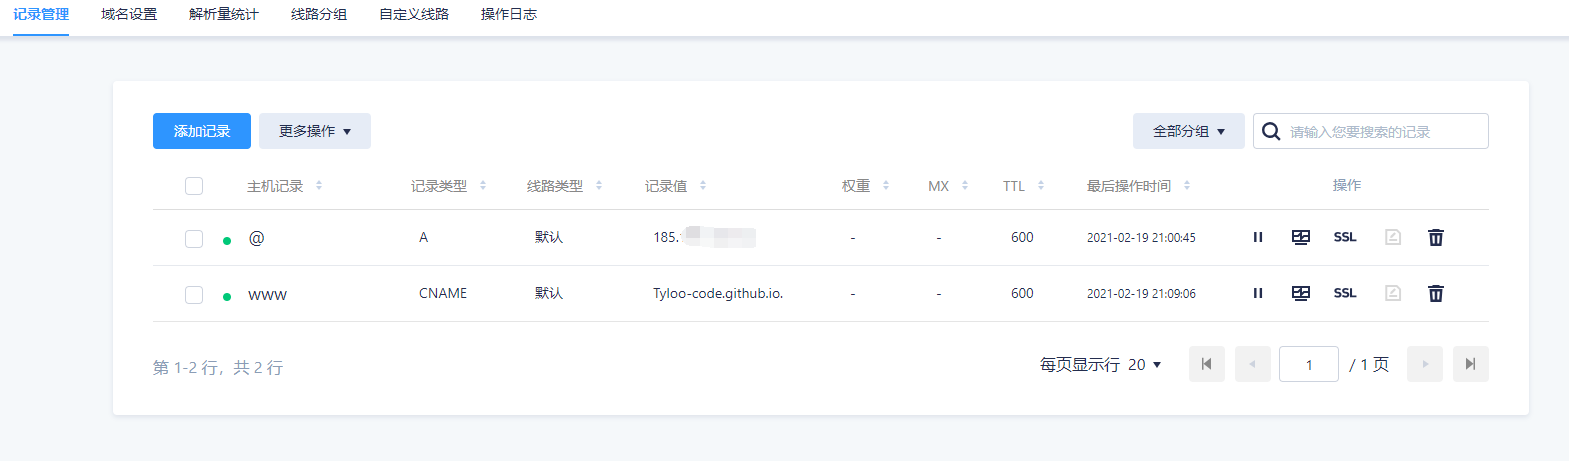 记录管理 域名设置 解析量统计 线路分组 自定义线路 操作日志
添加记录 更多操作 全部分组 请输入您要搜索的记录
主机记录 记录类型 线路类型 记录值 权重 MX TTL 最后操作时间 操作
@ A 默认 185. - - 600 2021-02-19 21:00:45 SSL
www CNAME 默认 Tyloo-code.github.io. - - 600 2021-02-19 21:09:06 SSL
第 1-2 行，共 2 行 每页显示行 20 1 / 1 页